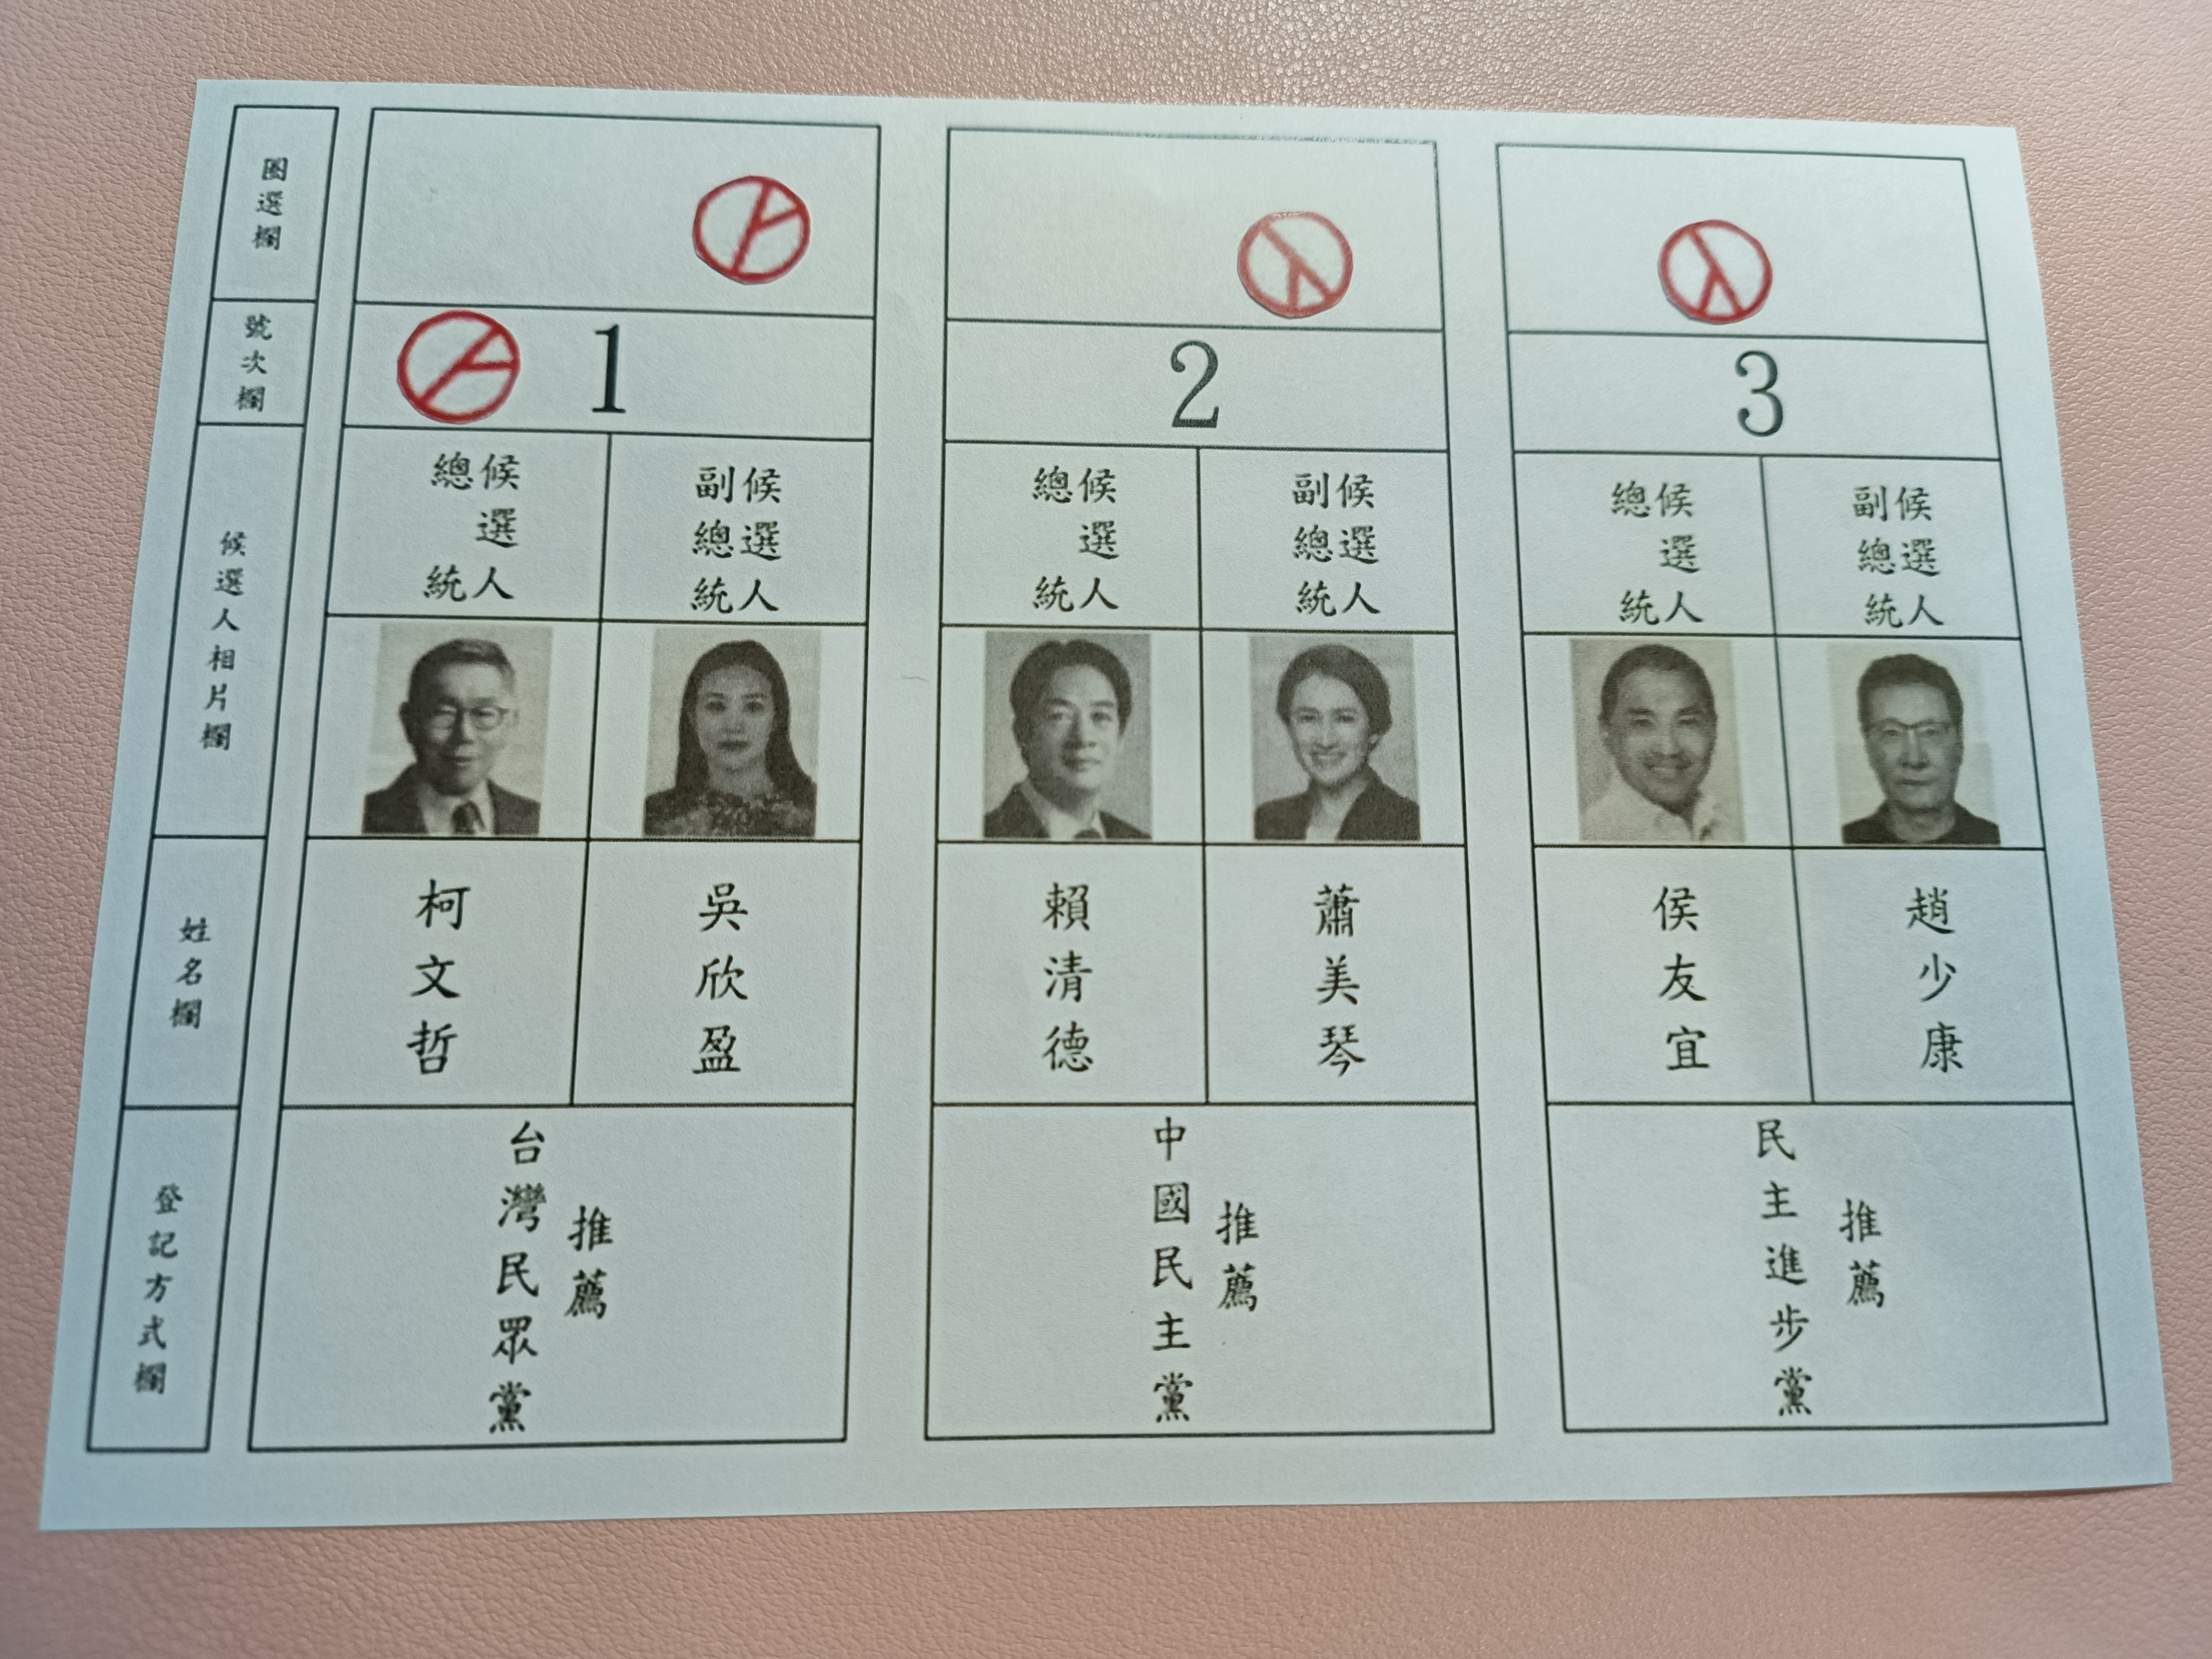 圈選欄
號次欄
候選人相片欄
姓名欄
登記方式欄
1
總統候選人
副總統候選人
柯文哲
吳欣盈
台灣民眾黨
推薦
2
總統候選人
副總統候選人
賴清德
蕭美琴
中國民主黨
推薦
3
總統候選人
副總統候選人
侯友宜
趙少康
民主進步黨
推薦